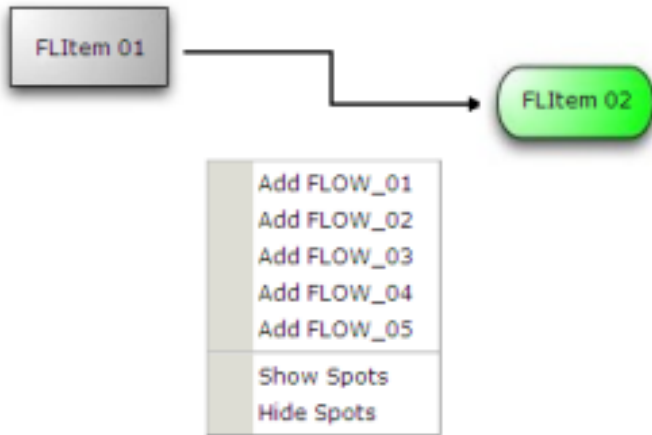 FLItem 01
FLItem 02
Add FLOW_01
Add FLOW_02
Add FLOW_03
Add FLOW_04
Add FLOW_05
Show Spots
Hide Spots